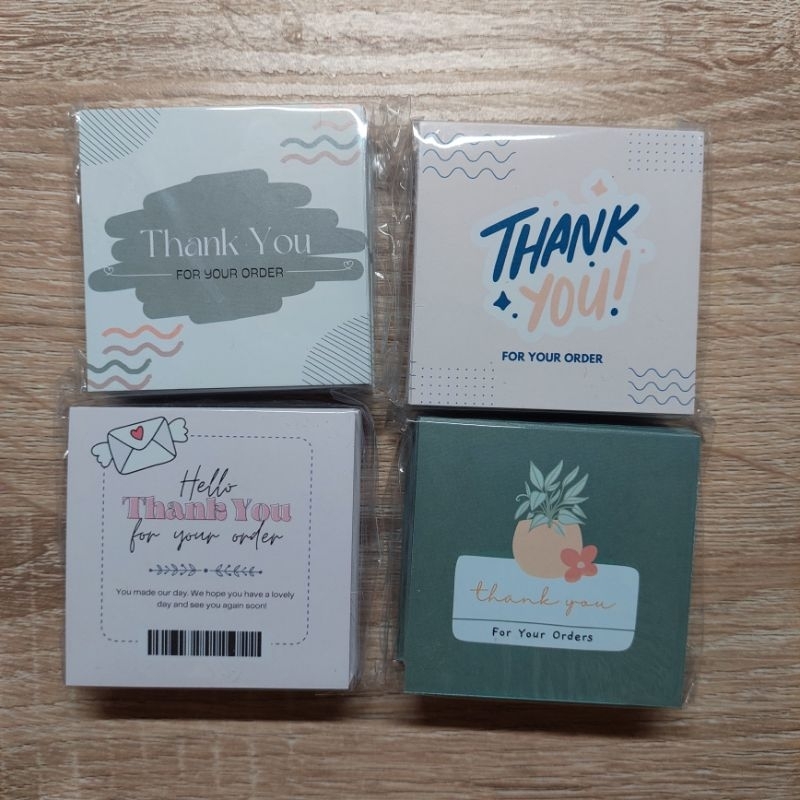 Thank You
FOR YOUR ORDER
THANK
YOU!
FOR YOUR ORDER
Hello
Thank You
for your order
You made our day. We hope you have a lovely
day and see you again soon!
thank you
For Your Orders